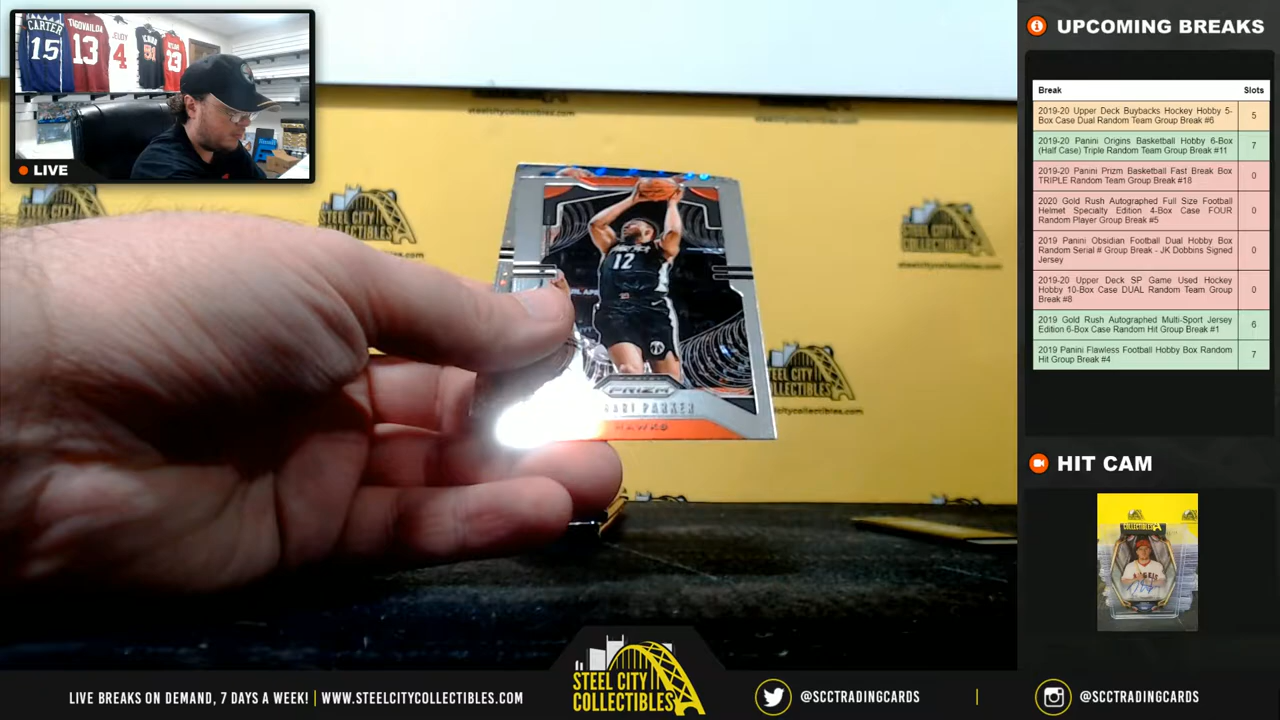 CARTER
15
TAGOVAILOA
13
4
23
LIVE
STEEL CITY
COLLECTIBLES
steelcitycollectibles.com
12
PRIZM
PARKER
HAWKS
UPCOMING BREAKS
Break Slots
2019-20 Upper Deck Buybacks Hockey Hobby 5-
Box Case Dual Random Team Group Break #6 5
2019-20 Panini Origins Basketball Hobby 6-Box
(Half Case) Triple Random Team Group Break #11 7
2019-20 Panini Prizm Basketball Fast Break Box
TRIPLE Random Team Group Break #18 0
2020 Gold Rush Autographed Full Size Football
Helmet Specialty Edition 4-Box Case FOUR
Random Player Group Break #5 0
2019 Panini Obsidian Football Dual Hobby Box
Random Serial # Group Break - JK Dobbins Signed
Jersey 0
2019-20 Upper Deck SP Game Used Hockey
Hobby 10-Box Case DUAL Random Team Group
Break #8 0
2019 Gold Rush Autographed Multi-Sport Jersey
Edition 6-Box Case Random Hit Group Break #1 6
2019 Panini Flawless Football Hobby Box Random
Hit Group Break #4 7
HIT CAM
COLLECTIBLES
LIVE BREAKS ON DEMAND, 7 DAYS A WEEK! | WWW.STEELCITYCOLLECTIBLES.COM
STEEL CITY
COLLECTIBLES
@SCCTRADINGCARDS | @SCCTRADINGCARDS